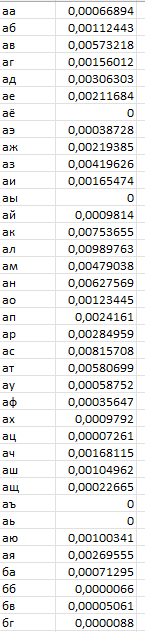 аа 0,00066894
аб 0,00112443
ав 0,00573218
аг 0,00156012
ад 0,00306303
ае 0,00211684
аё 0
аэ 0,00038728
аж 0,00219385
аз 0,00419626
аи 0,00165474
аы 0
ай 0,0009814
ак 0,00753655
ал 0,00989763
ам 0,00479038
ан 0,00627569
ао 0,00123445
ап 0,0024161
ар 0,00284959
ас 0,00815708
ат 0,00580699
ау 0,00058752
аф 0,00035647
ах 0,0009792
ац 0,00007261
ач 0,00168115
аш 0,00104962
ащ 0,00022665
аъ 0
аь 0
аю 0,00100341
ая 0,00269555
ба 0,00071295
бб 0,0000066
бв 0,00005061
бг 0,0000088